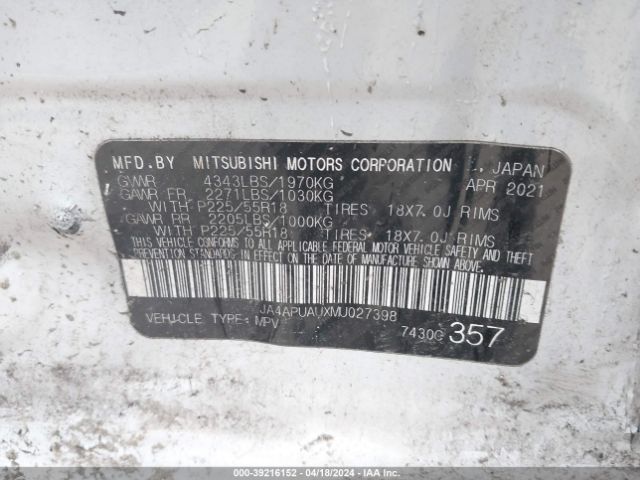 MFD.BY MITSUBISHI MOTORS CORPORATION , JAPAN
GVWR 4343LBS/1970KG APR 2021
GAWR FR 2271LBS/1030KG
WITH P225/55R18 TIRES 18X7.0J RIMS
GAWR RR 2205LBS/1000KG
WITH P225/55R18 TIRES 18X7.0J RIMS
THIS VEHICLE CONFORMS TO ALL APPLICABLE FEDERAL MOTOR VEHICLE SAFETY AND THEFT
PREVENTION STANDARDS IN EFFECT ON THE DATE OF MANUFACTURE SHOWN ABOVE.
JA4APUAUXMU027398
VEHICLE TYPE: MPV 7430C 357
000-39216152 - 04/18/2024 - IAA Inc.